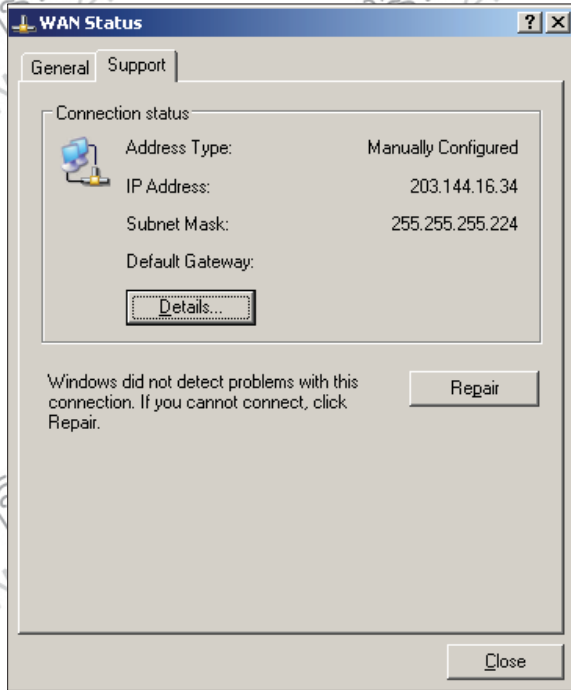 WAN Status
General Support
Connection status
Address Type: Manually Configured
IP Address: 203.144.16.34
Subnet Mask: 255.255.255.224
Default Gateway:
Details...
Windows did not detect problems with this
connection. If you cannot connect, click
Repair.
Repair
Close